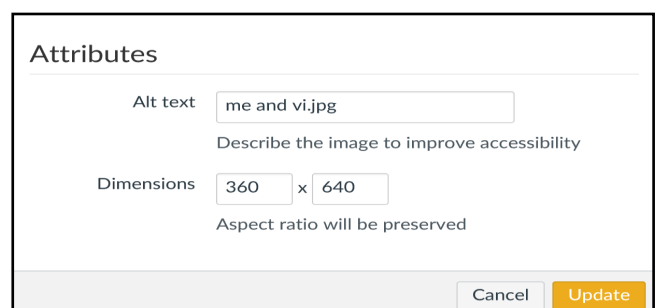 Attributes
Alt text me and vi.jpg
Describe the image to improve accessibility
Dimensions 360 x 640
Aspect ratio will be preserved
Cancel Update